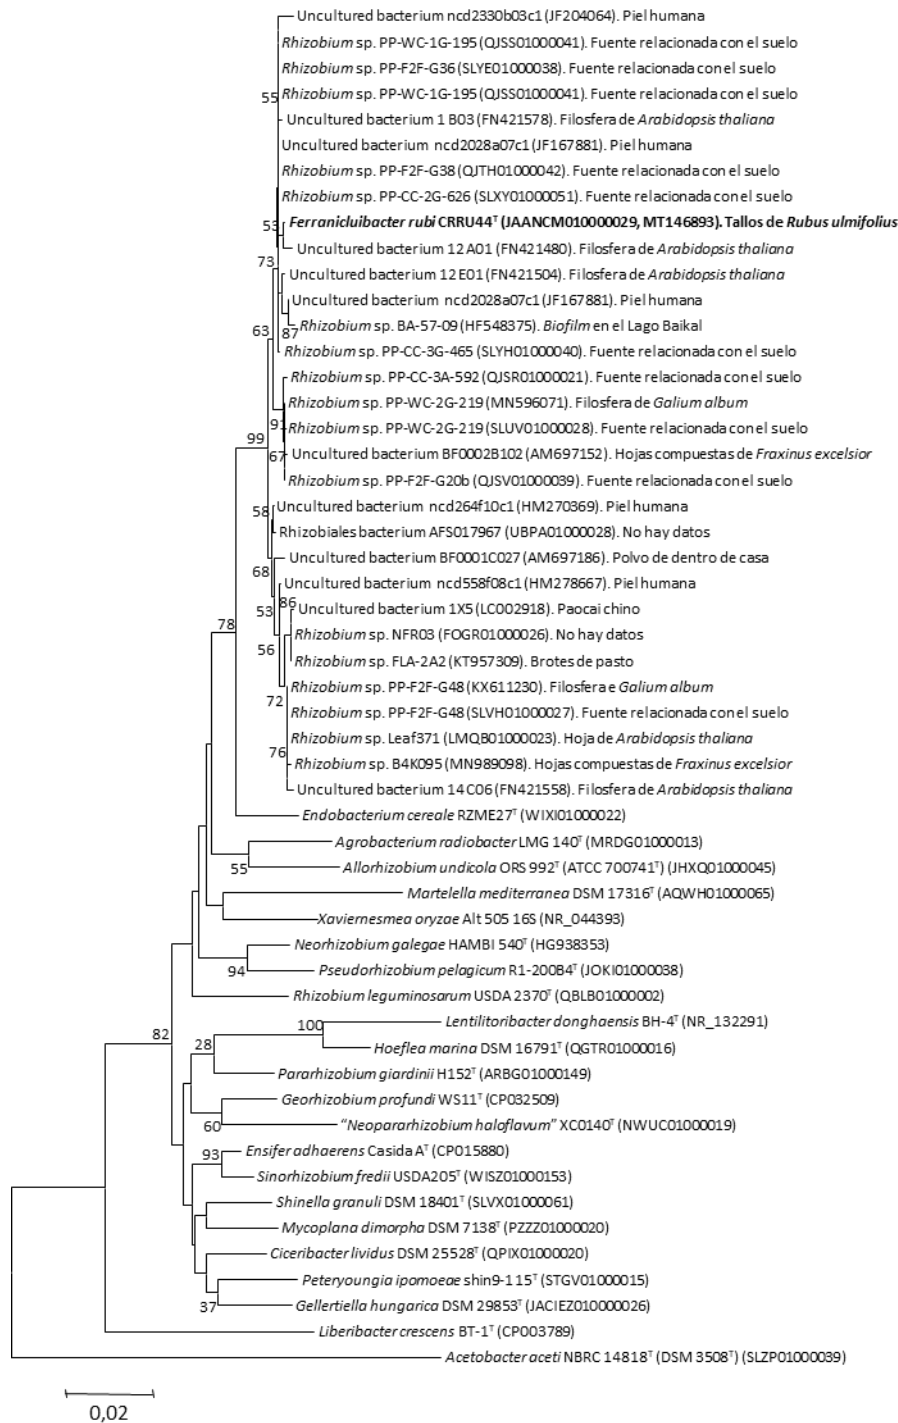 Uncultured bacterium ncd2330b03c1 (JF204064). Piel humana
Rhizobium sp. PP-WC-1G-195 (QJSS01000041). Fuente relacionada con el suelo
Rhizobium sp. PP-F2F-G36 (SLYE01000038). Fuente relacionada con el suelo
55
Rhizobium sp. PP-WC-1G-195 (QJSS01000041). Fuente relacionada con el suelo
Uncultured bacterium 1 B03 (FN421578). Filosfera de Arabidopsis thaliana
Uncultured bacterium ncd2028a07c1 (JF167881). Piel humana
Rhizobium sp. PP-F2F-G38 (QJTH01000042). Fuente relacionada con el suelo
Rhizobium sp. PP-CC-2G-626 (SLXY01000051). Fuente relacionada con el suelo
53
Ferranicluibacter rubi CRRU44ᵀ (JAANCM010000029, MT146893). Tallos de Rubus ulmifolius
Uncultured bacterium 12 A01 (FN421480). Filosfera de Arabidopsis thaliana
73
Uncultured bacterium 12 E01 (FN421504). Filosfera de Arabidopsis thaliana
Uncultured bacterium ncd2028a07c1 (JF167881). Piel humana
63
87
Rhizobium sp. BA-57-09 (HF548375). Biofilm en el Lago Baikal
Rhizobium sp. PP-CC-3G-465 (SLYH01000040). Fuente relacionada con el suelo
Rhizobium sp. PP-CC-3A-592 (QJSR01000021). Fuente relacionada con el suelo
Rhizobium sp. PP-WC-2G-219 (MN596071). Filosfera de Galium album
91
Rhizobium sp. PP-WC-2G-219 (SLUV01000028). Fuente relacionada con el suelo
99
67
Uncultured bacterium BF0002B102 (AM697152). Hojas compuestas de Fraxinus excelsior
Rhizobium sp. PP-F2F-G20b (QJSV01000039). Fuente relacionada con el suelo
58
Uncultured bacterium ncd264f10c1 (HM270369). Piel humana
Rhizobiales bacterium AFS017967 (UBPA01000028). No hay datos
Uncultured bacterium BF0001C027 (AM697186). Polvo de dentro de casa
68
Uncultured bacterium ncd558f08c1 (HM278667). Piel humana
53
86
Uncultured bacterium 1X5 (LC002918). Paocai chino
78
Rhizobium sp. NFR03 (FOGR01000026). No hay datos
56
Rhizobium sp. FLA-2A2 (KT957309). Brotes de pasto
Rhizobium sp. PP-F2F-G48 (KX611230). Filosfera e Galium album
72
Rhizobium sp. PP-F2F-G48 (SLVH01000027). Fuente relacionada con el suelo
Rhizobium sp. Leaf371 (LMQB01000023). Hoja de Arabidopsis thaliana
76
Rhizobium sp. B4K095 (MN989098). Hojas compuestas de Fraxinus excelsior
Uncultured bacterium 14 C06 (FN421558). Filosfera de Arabidopsis thaliana
Endobacterium cereale RZME27ᵀ (WIXI01000022)
Agrobacterium radiobacter LMG 140ᵀ (MRDG01000013)
55
Allorhizobium undicola ORS 992ᵀ (ATCC 700741ᵀ) (JHXQ01000045)
Martelella mediterranea DSM 17316ᵀ (AQWH01000065)
Xaviernesmea oryzae Alt 505 16S (NR_044393)
Neorhizobium galegae HAMBI 540ᵀ (HG938353)
94
Pseudorhizobium pelagicum R1-200B4ᵀ (JOKI01000038)
Rhizobium leguminosarum USDA 2370ᵀ (QBLB01000002)
100
Lentilitoribacter donghaensis BH-4ᵀ (NR_132291)
82
28
Hoeflea marina DSM 16791ᵀ (QGTR01000016)
Pararhizobium giardinii H152ᵀ (ARBG01000149)
Georhizobium profundi WS11ᵀ (CP032509)
60
“Neopararhizobium haloflavum” XC0140ᵀ (NWUC01000019)
93
Ensifer adhaerens Casida Aᵀ (CP015880)
Sinorhizobium fredii USDA205ᵀ (WISZ01000153)
Shinella granuli DSM 18401ᵀ (SLVX01000061)
Mycoplana dimorpha DSM 7138ᵀ (PZZZ01000020)
Ciceribacter lividus DSM 25528ᵀ (QPIX01000020)
Peteryoungia ipomoeae shin9-115ᵀ (STGV01000015)
37
Gellertiella hungarica DSM 29853ᵀ (JACIEZ010000026)
Liberibacter crescens BT-1ᵀ (CP003789)
Acetobacter aceti NBRC 14818ᵀ (DSM 3508ᵀ) (SLZP01000039)
0,02